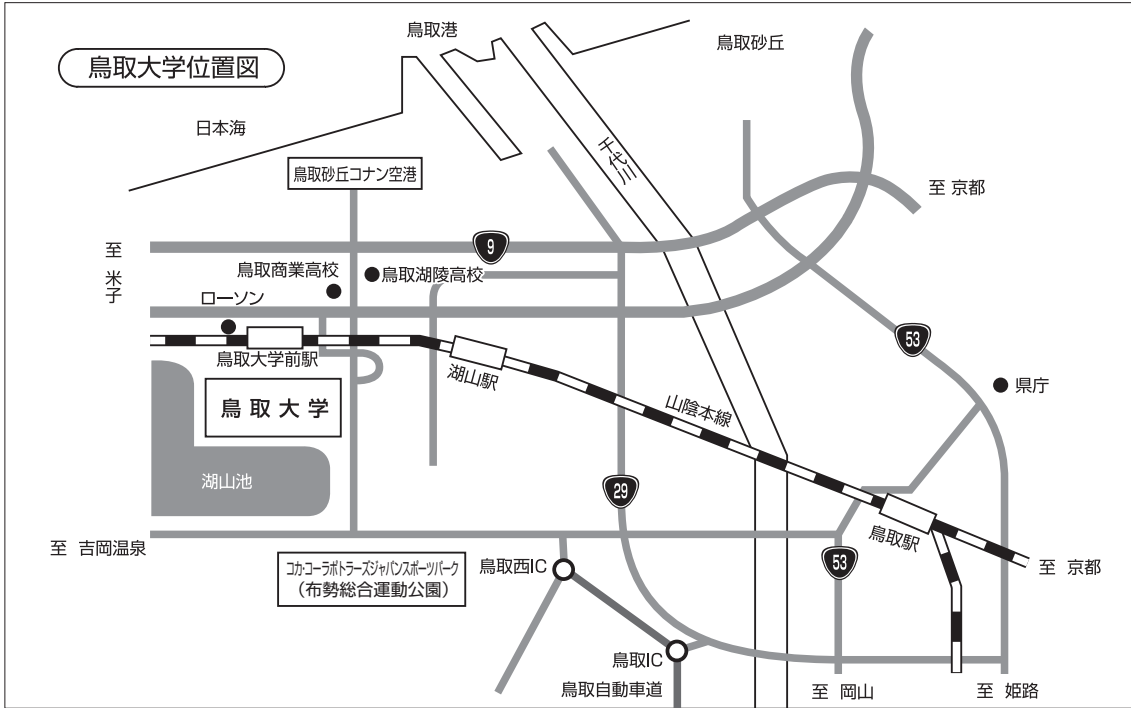 鳥取港
鳥取砂丘
鳥取大学位置図
日本海
千代川
鳥取砂丘コナン空港
至 京都
至 米子
9
鳥取商業高校
鳥取湖陵高校
ローソン
53
鳥取大学前駅
湖山駅
県庁
鳥取大学
山陰本線
湖山池
29
鳥取駅
至 吉岡温泉
53
至 京都
コカ・コーラボトラーズジャパンスポーツパーク
（布勢総合運動公園）
鳥取西IC
鳥取IC
鳥取自動車道
至 岡山
至 姫路